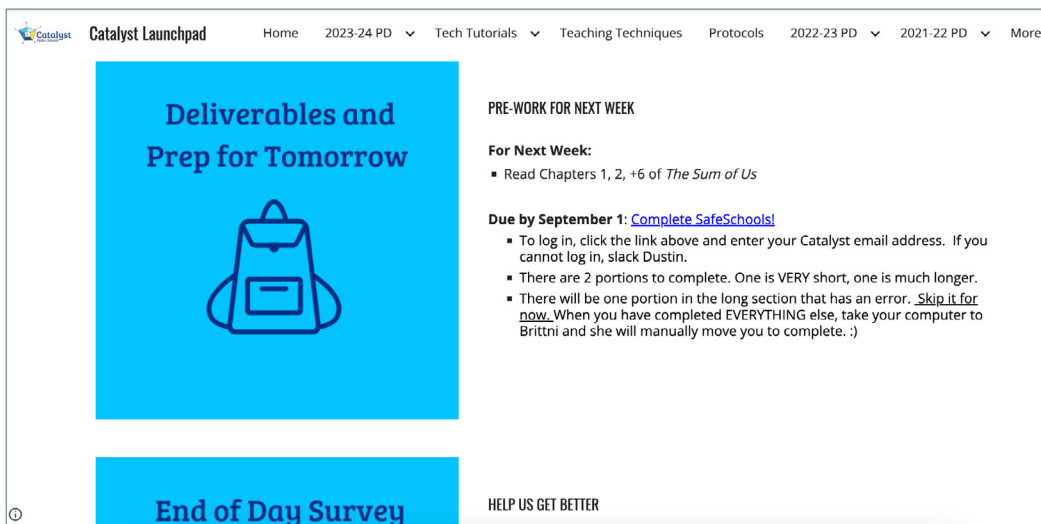 Catalyst
Public Schools
Catalyst Launchpad
Home
2023-24 PD
Tech Tutorials
Teaching Techniques
Protocols
2022-23 PD
2021-22 PD
More
Deliverables and
Prep for Tomorrow
PRE-WORK FOR NEXT WEEK
For Next Week:
Read Chapters 1, 2, +6 of The Sum of Us
Due by September 1: Complete SafeSchools!
To log in, click the link above and enter your Catalyst email address. If you
cannot log in, slack Dustin.
There are 2 portions to complete. One is VERY short, one is much longer.
There will be one portion in the long section that has an error. Skip it for
now. When you have completed EVERYTHING else, take your computer to
Brittni and she will manually move you to complete. :)
End of Day Survey
HELP US GET BETTER